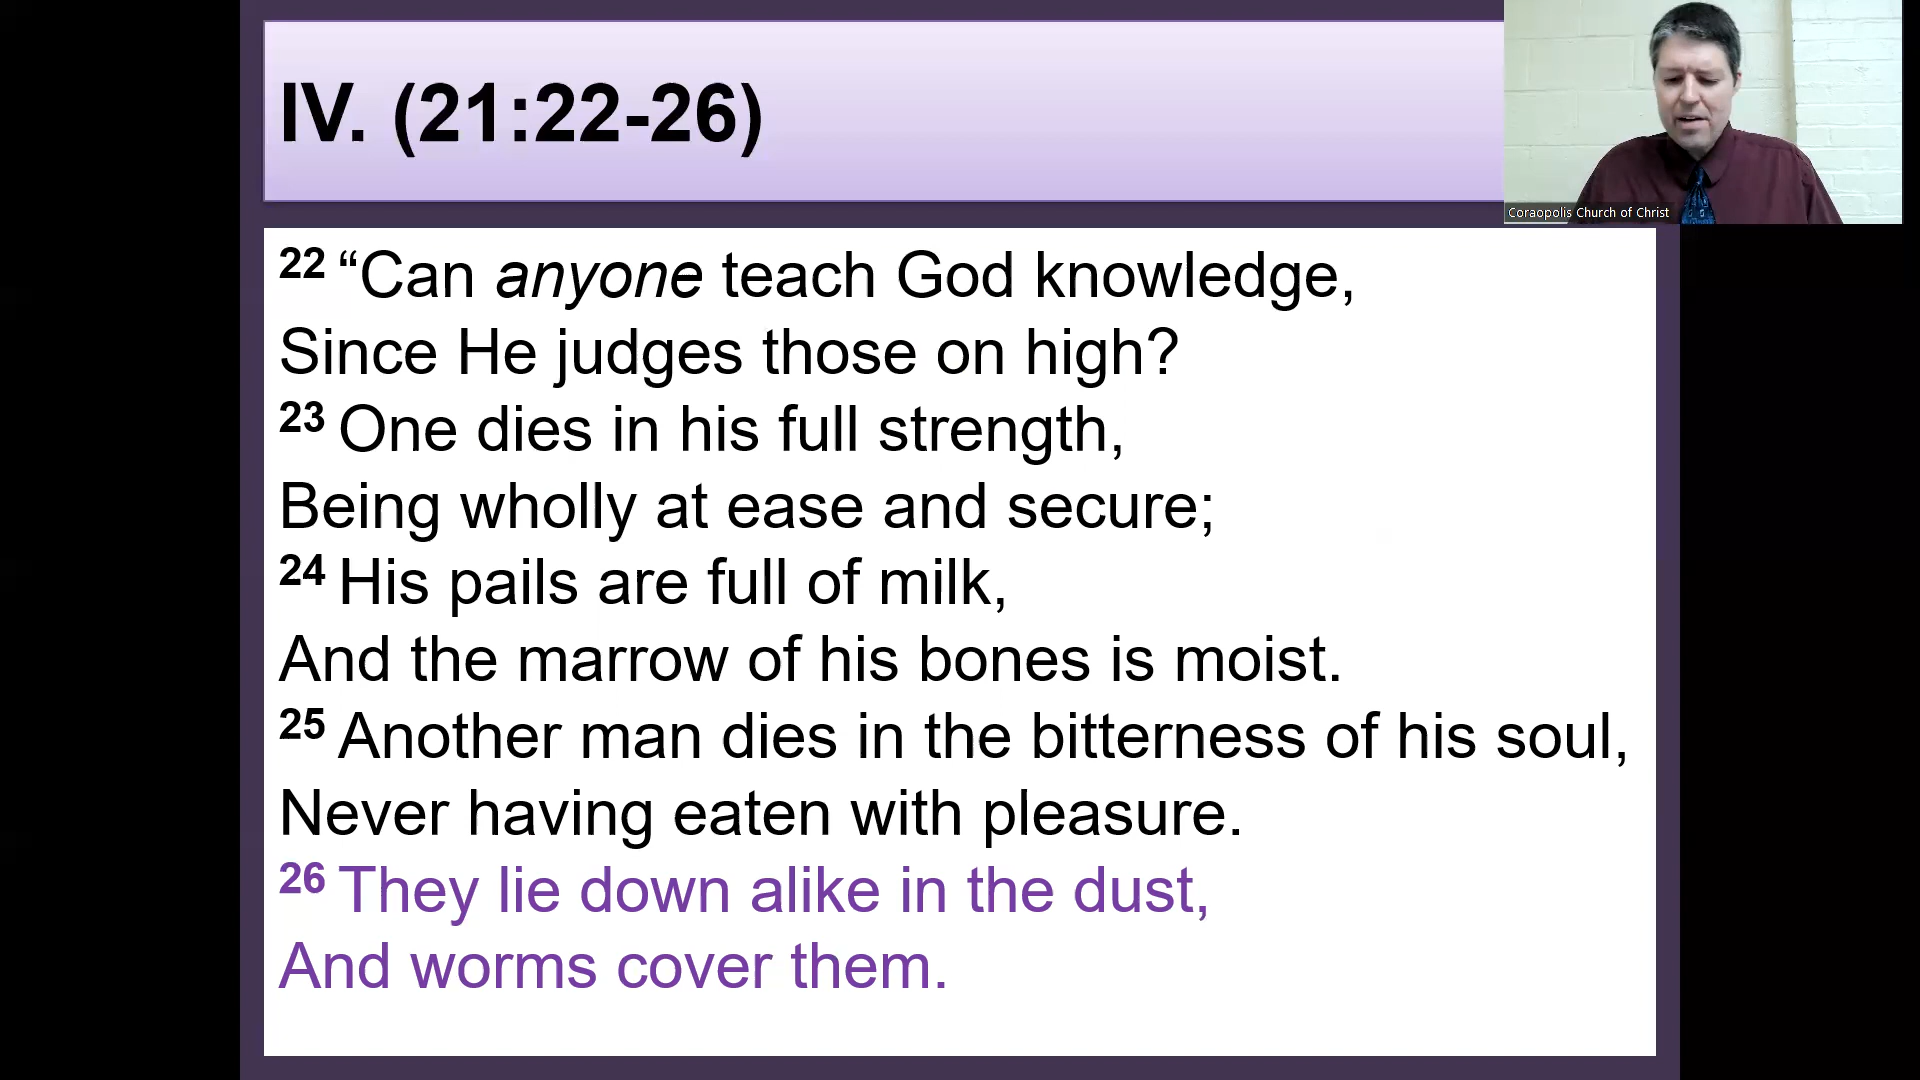 IV. (21:22-26)
Coraopolis Church of Christ
22 “Can anyone teach God knowledge,
Since He judges those on high?
23 One dies in his full strength,
Being wholly at ease and secure;
24 His pails are full of milk,
And the marrow of his bones is moist.
25 Another man dies in the bitterness of his soul,
Never having eaten with pleasure.
26 They lie down alike in the dust,
And worms cover them.